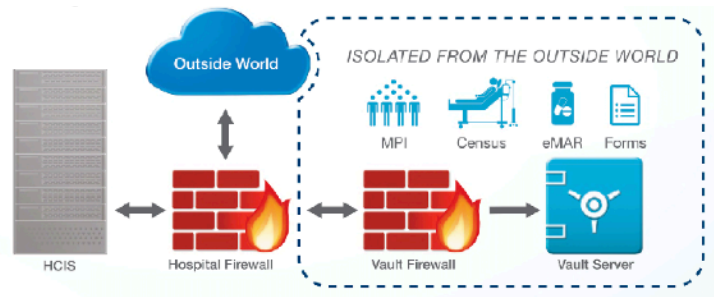 Outside World
ISOLATED FROM THE OUTSIDE WORLD
MPI
Census
eMAR
Forms
HCIS
Hospital Firewall
Vault Firewall
Vault Server